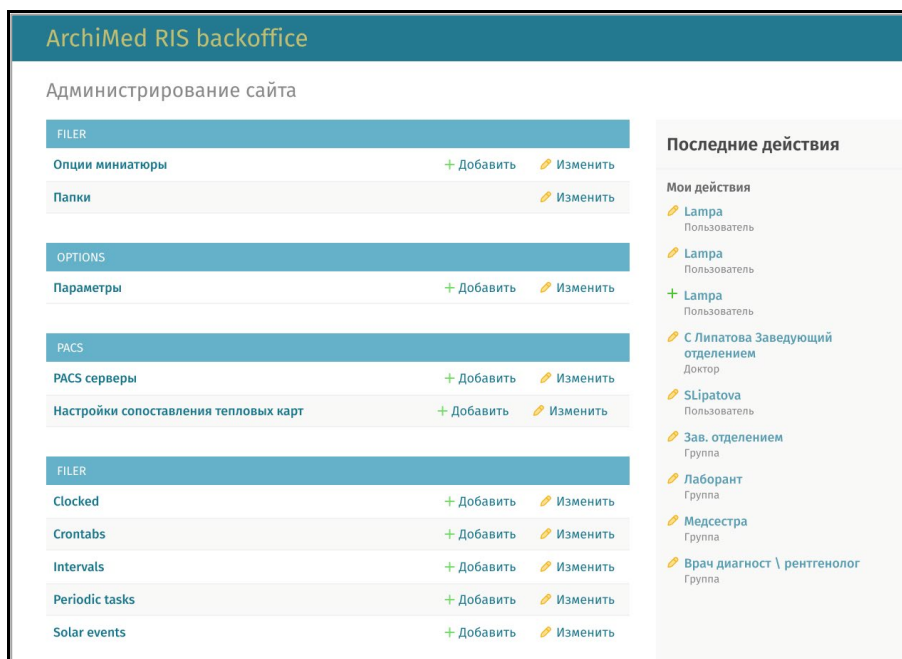 ArchiMed RIS backoffice
Администрирование сайта
FILER
Опции миниатюры Добавить Изменить
Папки Изменить
OPTIONS
Параметры Добавить Изменить
PACS
PACS серверы Добавить Изменить
Настройки сопоставления тепловых карт Добавить Изменить
FILER
Clocked Добавить Изменить
Crontabs Добавить Изменить
Intervals Добавить Изменить
Periodic tasks Добавить Изменить
Solar events Добавить Изменить
Последние действия
Мои действия
Lampa
Пользователь
Lampa
Пользователь
Lampa
Пользователь
С Липатова Заведующий
отделением
Доктор
SLipatova
Пользователь
Зав. отделением
Группа
Лаборант
Группа
Медсестра
Группа
Врач диагност \ рентгенолог
Группа